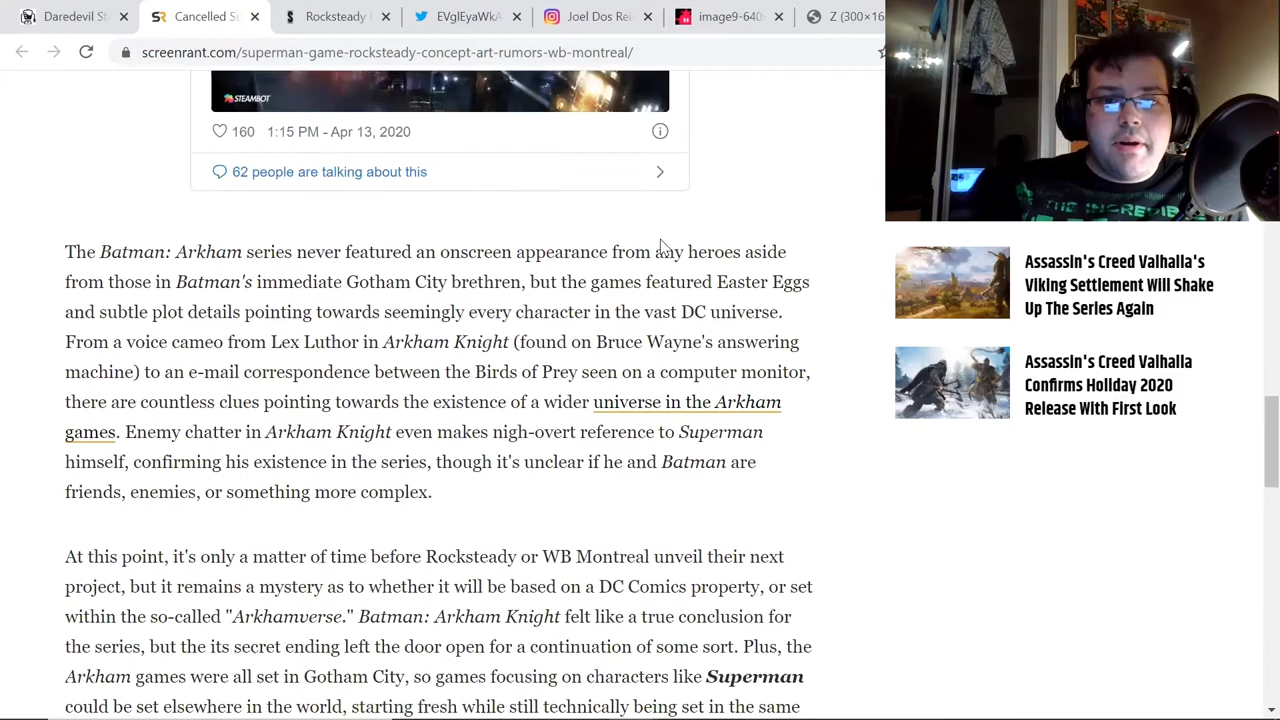 Daredevil St
Cancelled Su
Rocksteady
EVglEyaWkA
Joel Dos Rei
image9-640
Z (300×16
screenrant.com/superman-game-rocksteady-concept-art-rumors-wb-montreal/
STEAMBOT
160 1:15 PM - Apr 13, 2020
62 people are talking about this
THE INCREDIB
The Batman: Arkham series never featured an onscreen appearance from any heroes aside
from those in Batman's immediate Gotham City brethren, but the games featured Easter Eggs
and subtle plot details pointing towards seemingly every character in the vast DC universe.
From a voice cameo from Lex Luthor in Arkham Knight (found on Bruce Wayne's answering
machine) to an e-mail correspondence between the Birds of Prey seen on a computer monitor,
there are countless clues pointing towards the existence of a wider universe in the Arkham
games. Enemy chatter in Arkham Knight even makes nigh-overt reference to Superman
himself, confirming his existence in the series, though it's unclear if he and Batman are
friends, enemies, or something more complex.
At this point, it's only a matter of time before Rocksteady or WB Montreal unveil their next
project, but it remains a mystery as to whether it will be based on a DC Comics property, or set
within the so-called "Arkhamverse." Batman: Arkham Knight felt like a true conclusion for
the series, but the its secret ending left the door open for a continuation of some sort. Plus, the
Arkham games were all set in Gotham City, so games focusing on characters like Superman
could be set elsewhere in the world, starting fresh while still technically being set in the same
Assassin's Creed Valhalla's
Viking Settlement Will Shake
Up The Series Again
Assassin's Creed Valhalla
Confirms Holiday 2020
Release With First Look